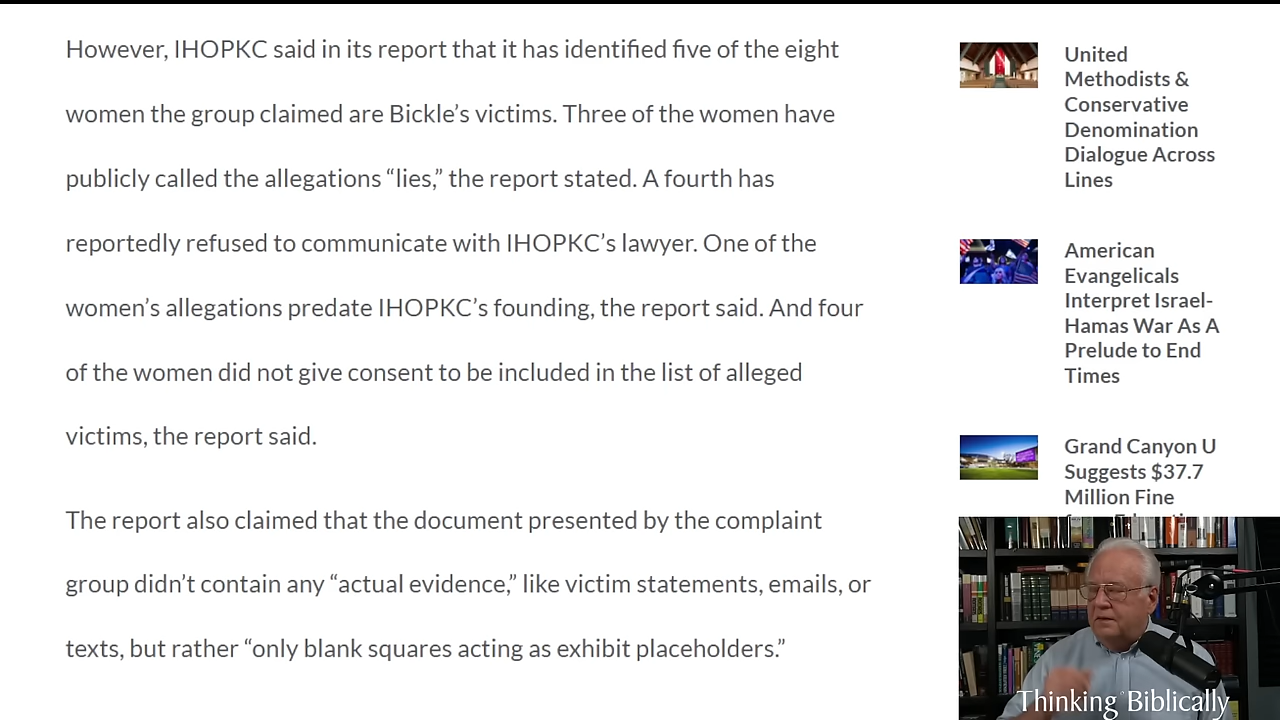 However, IHOPKC said in its report that it has identified five of the eight
women the group claimed are Bickle’s victims. Three of the women have
publicly called the allegations “lies,” the report stated. A fourth has
reportedly refused to communicate with IHOPKC’s lawyer. One of the
women’s allegations predate IHOPKC’s founding, the report said. And four
of the women did not give consent to be included in the list of alleged
victims, the report said.
The report also claimed that the document presented by the complaint
group didn’t contain any “actual evidence,” like victim statements, emails, or
texts, but rather “only blank squares acting as exhibit placeholders.”
United
Methodists &
Conservative
Denomination
Dialogue Across
Lines
American
Evangelicals
Interpret Israel-
Hamas War As A
Prelude to End
Times
Grand Canyon U
Suggests $37.7
Million Fine
Thinking Biblically